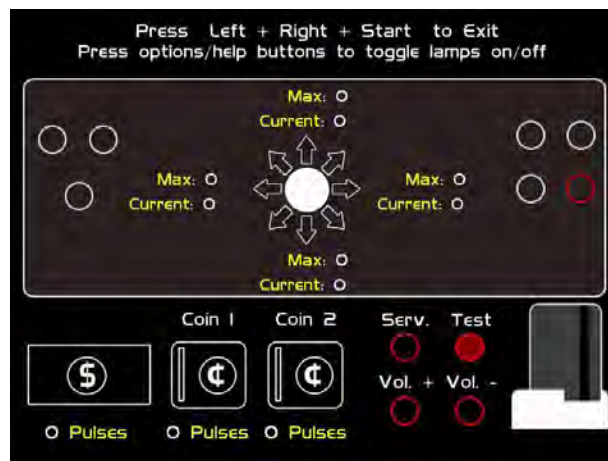 Press Left + Right + Start to Exit
Press options/help buttons to toggle lamps on/off
Max: 0
Current: 0
Max: 0
Current: 0
Max: 0
Current: 0
Max: 0
Current: 0
Coin 1 Coin 2 Serv. Test
$ ¢ ¢
Vol. + Vol. -
0 Pulses 0 Pulses 0 Pulses